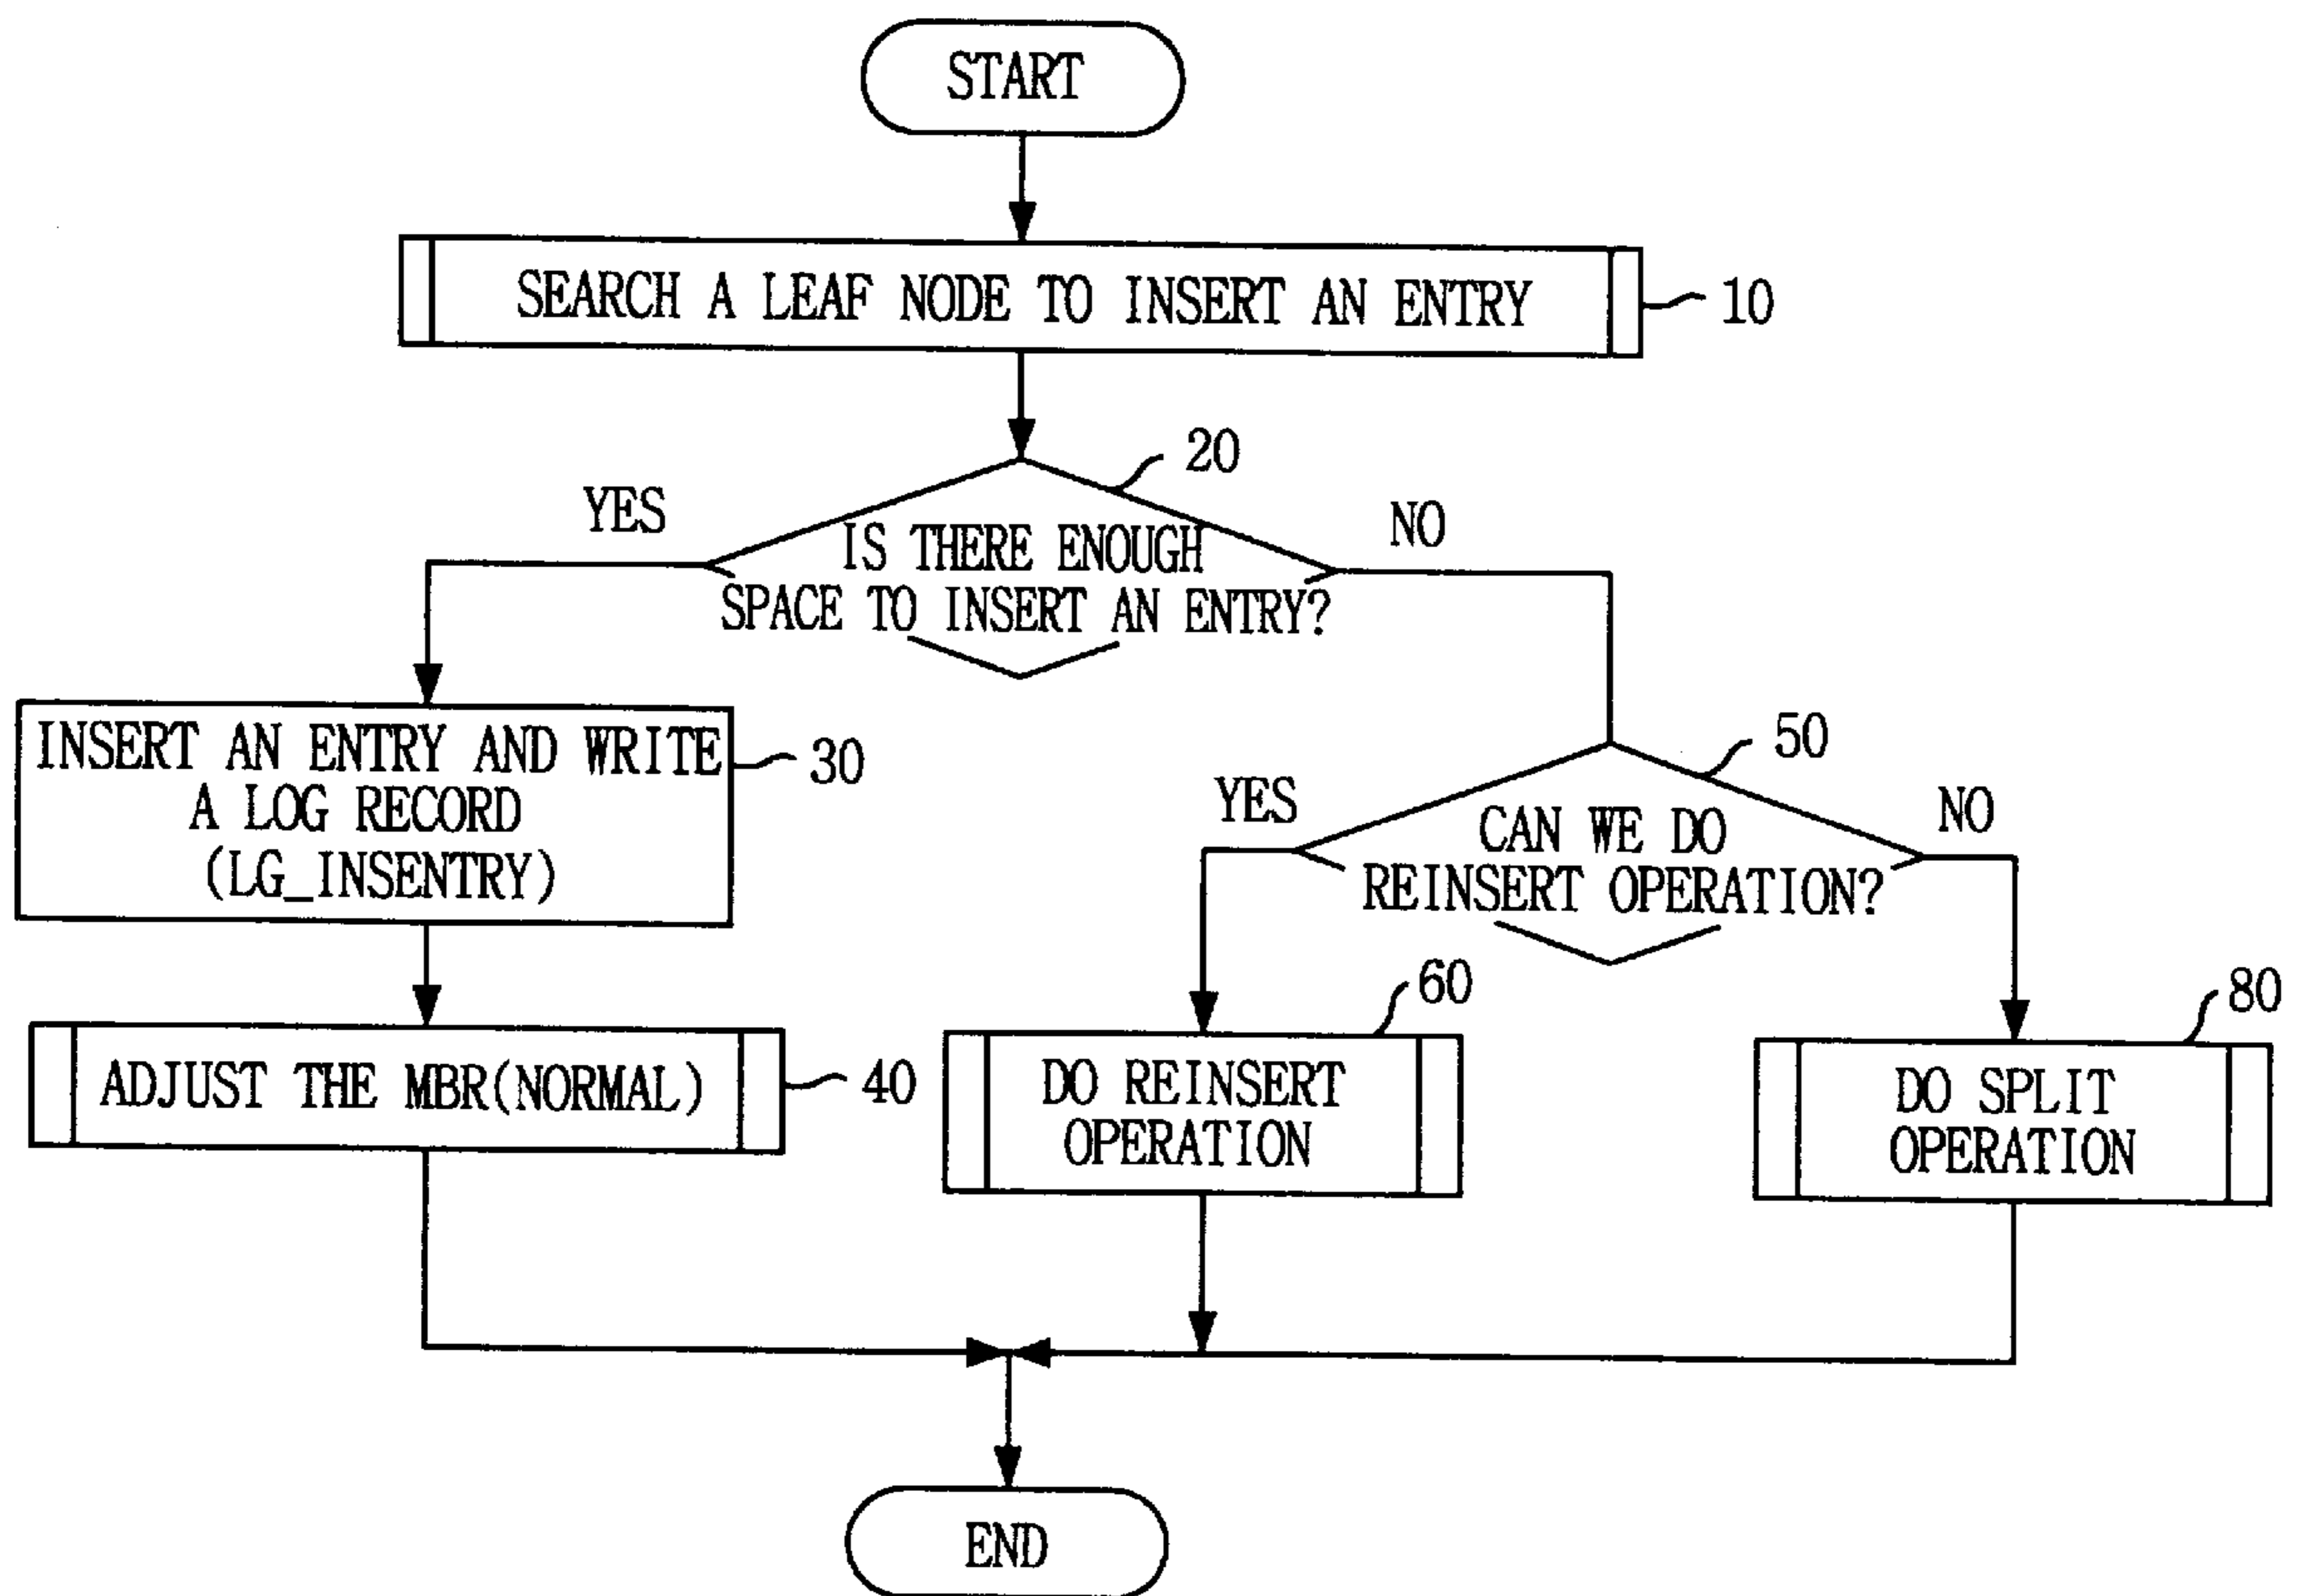 START
SEARCH A LEAF NODE TO INSERT AN ENTRY
10
20
YES
NO
IS THERE ENOUGH
SPACE TO INSERT AN ENTRY?
INSERT AN ENTRY AND WRITE
A LOG RECORD
(LG_INSENTRY)
30
50
YES
NO
CAN WE DO
REINSERT OPERATION?
ADJUST THE MBR(NORMAL)
40
60
DO REINSERT
OPERATION
80
DO SPLIT
OPERATION
END